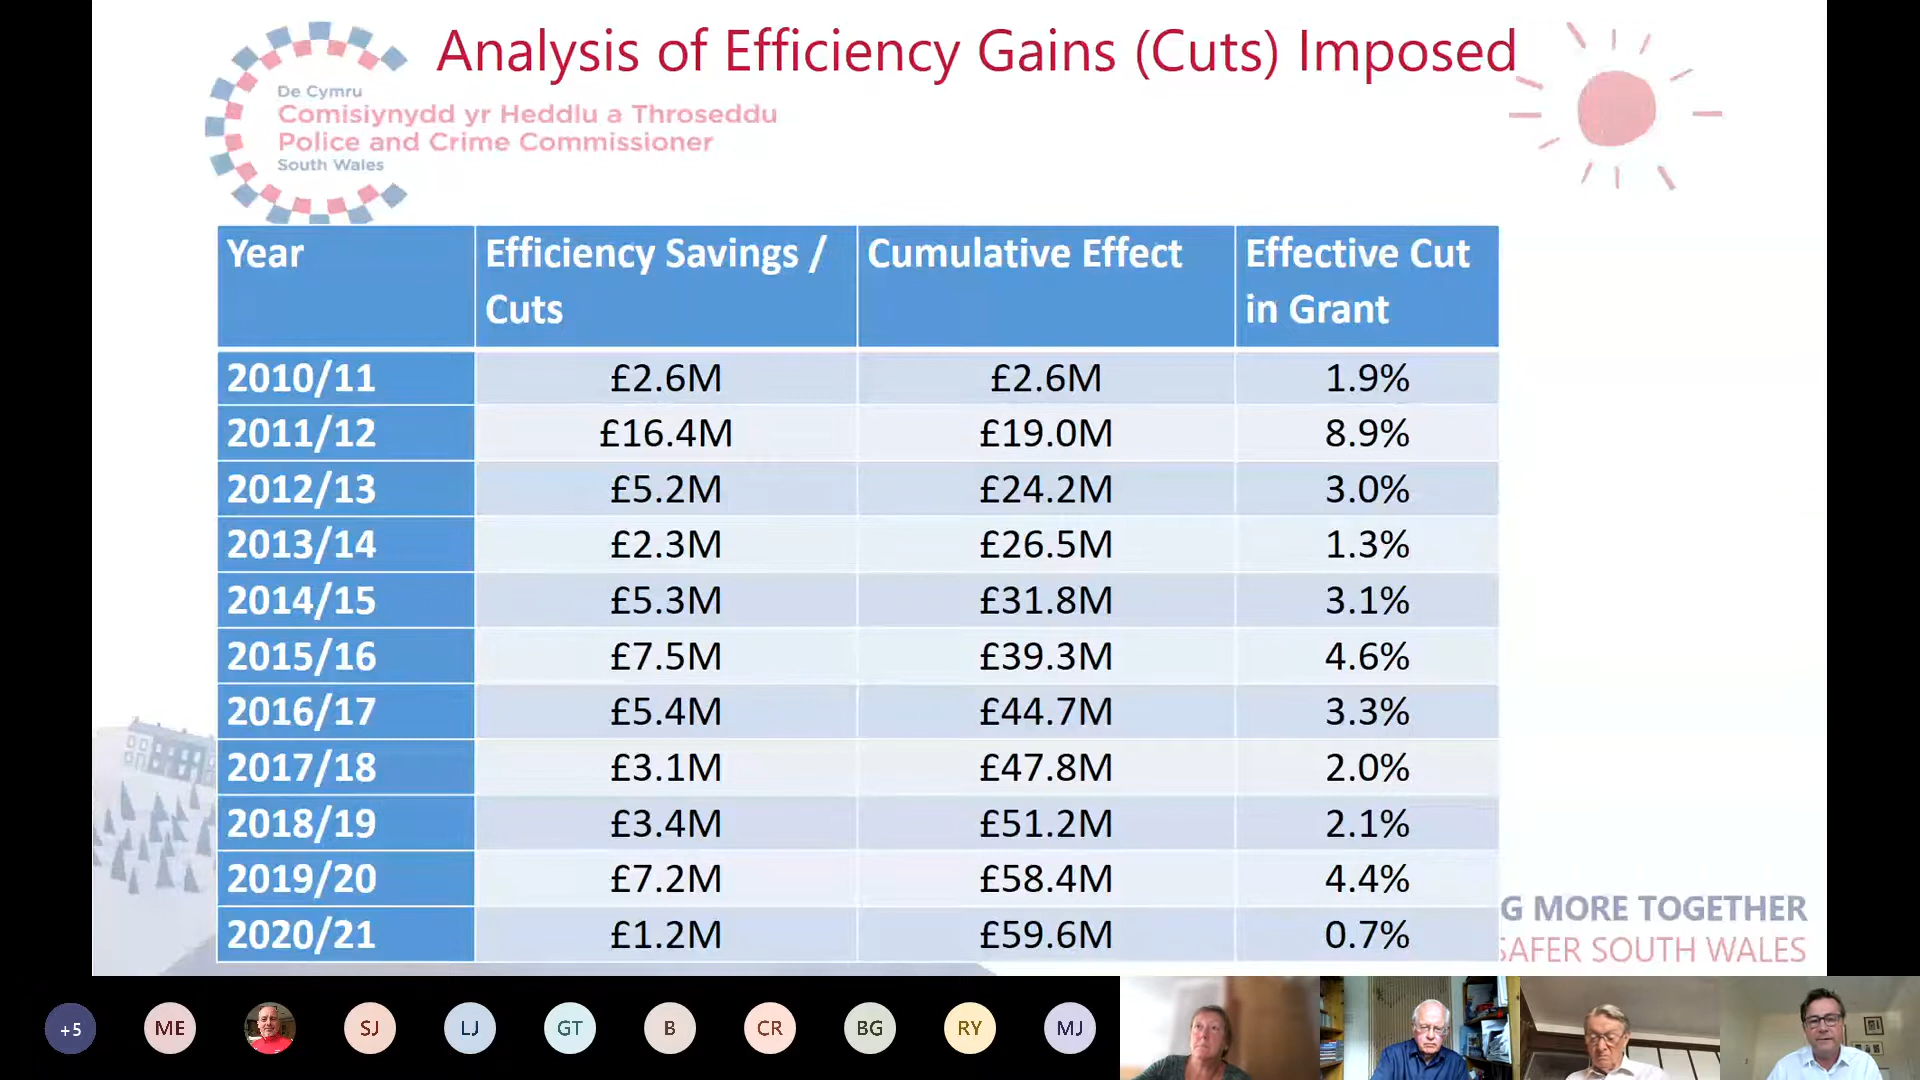 Analysis of Efficiency Gains (Cuts) Imposed
De Cymru
Comisiynydd yr Heddlu a Throseddu
Police and Crime Commissioner
South Wales
Year Efficiency Savings / Cuts Cumulative Effect Effective Cut in Grant
2010/11 £2.6M £2.6M 1.9%
2011/12 £16.4M £19.0M 8.9%
2012/13 £5.2M £24.2M 3.0%
2013/14 £2.3M £26.5M 1.3%
2014/15 £5.3M £31.8M 3.1%
2015/16 £7.5M £39.3M 4.6%
2016/17 £5.4M £44.7M 3.3%
2017/18 £3.1M £47.8M 2.0%
2018/19 £3.4M £51.2M 2.1%
2019/20 £7.2M £58.4M 4.4%
2020/21 £1.2M £59.6M 0.7%
G MORE TOGETHER
SAFER SOUTH WALES
+5 ME SJ LJ GT B CR BG RY MJ